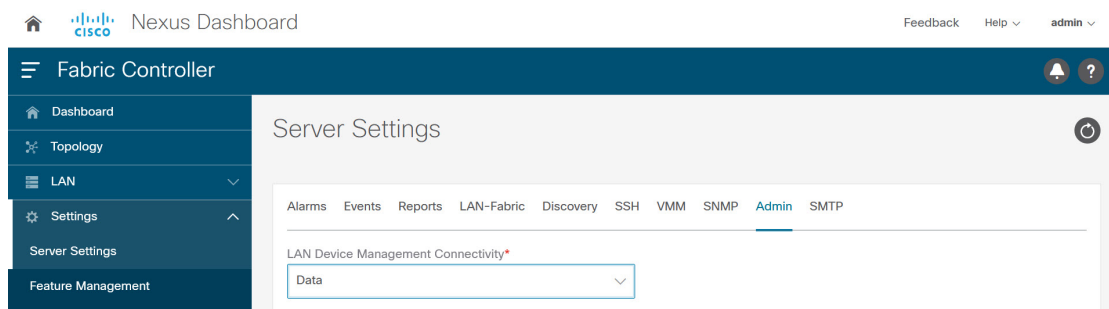 CISCO Nexus Dashboard Feedback Help admin
Fabric Controller ?
Dashboard
Topology
LAN
Settings
Server Settings
Feature Management
Server Settings
Alarms Events Reports LAN-Fabric Discovery SSH VMM SNMP Admin SMTP
LAN Device Management Connectivity*
Data